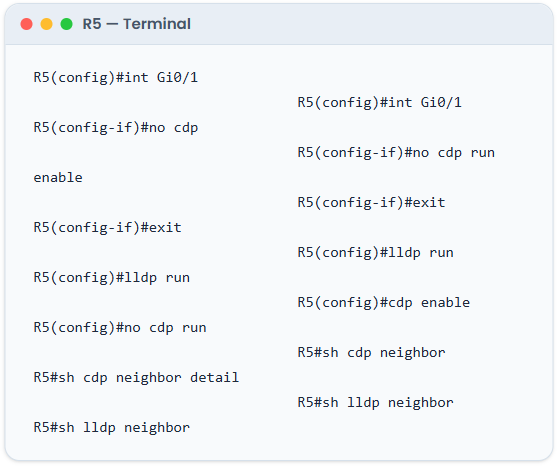 R5 — Terminal
R5(config)#int Gi0/1
R5(config-if)#no cdp
enable
R5(config-if)#exit
R5(config)#lldp run
R5(config)#no cdp run
R5#sh cdp neighbor detail
R5#sh lldp neighbor
R5(config)#int Gi0/1
R5(config-if)#no cdp run
R5(config-if)#exit
R5(config)#lldp run
R5(config)#cdp enable
R5#sh cdp neighbor
R5#sh lldp neighbor